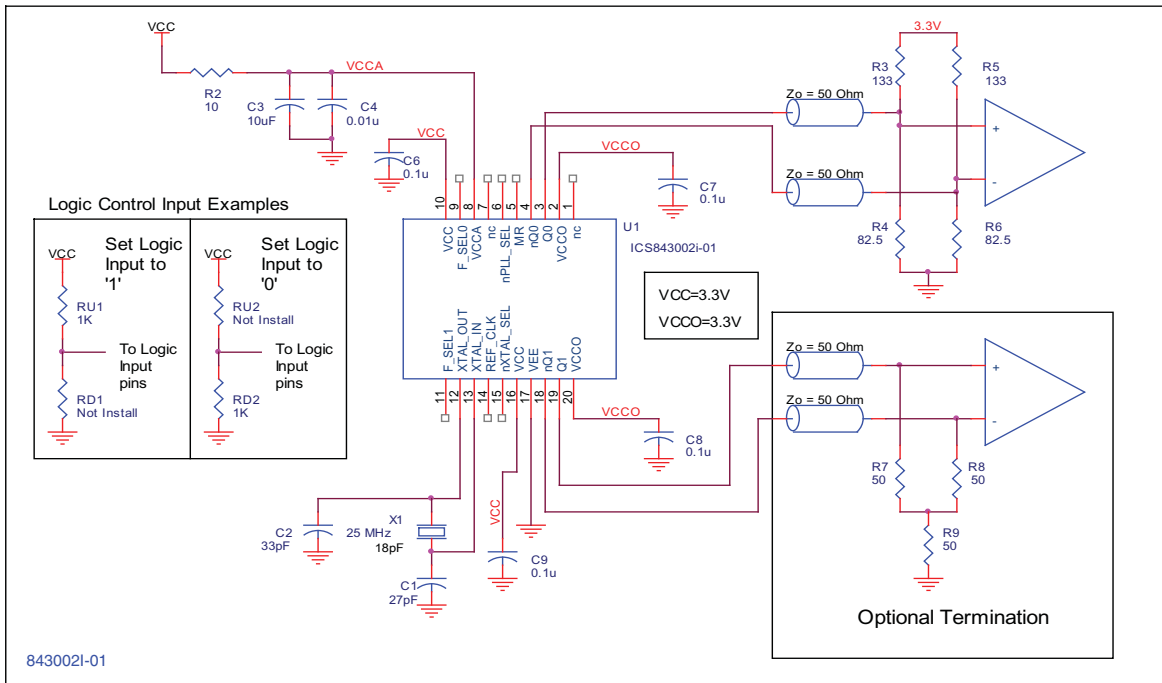 VCC
R2
10
VCCA
C3
10uF
C4
0.01u
VCC
C6
0.1u
VCCO
C7
0.1u
3.3V
R3
133
R5
133
Zo = 50 Ohm
Zo = 50 Ohm
+
-
R4
82.5
R6
82.5
10
9
8
7
6
5
4
3
2
1
VCC
F_SEL0
VCCA
nc
nPLL_SEL
MR
nQ0
Q0
VCCO
nc
U1
ICS843002i-01
F_SEL1
XTAL_OUT
XTAL_IN
REF_CLK
nXTAL_SEL
VCC
VEE
nQ1
Q1
VCCO
11
12
13
14
15
16
17
18
19
20
Logic Control Input Examples
VCC
Set Logic
Input to
'1'
RU1
1K
To Logic
Input
pins
RD1
Not Install
VCC
Set Logic
Input to
'0'
RU2
Not Install
To Logic
Input
pins
RD2
1K
VCC=3.3V
VCCO=3.3V
VCCO
C8
0.1u
Zo = 50 Ohm
Zo = 50 Ohm
+
-
R7
50
R8
50
R9
50
Optional Termination
C2
33pF
X1
25 MHz
18pF
C1
27pF
VCC
C9
0.1u
843002I-01